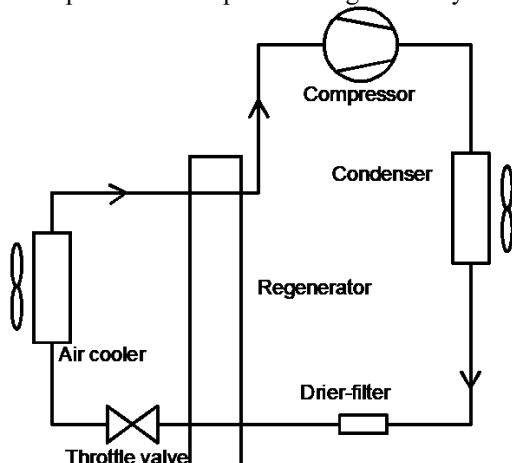 Compressor
Condenser
Regenerator
Air cooler
Drier-filter
Throttle valve